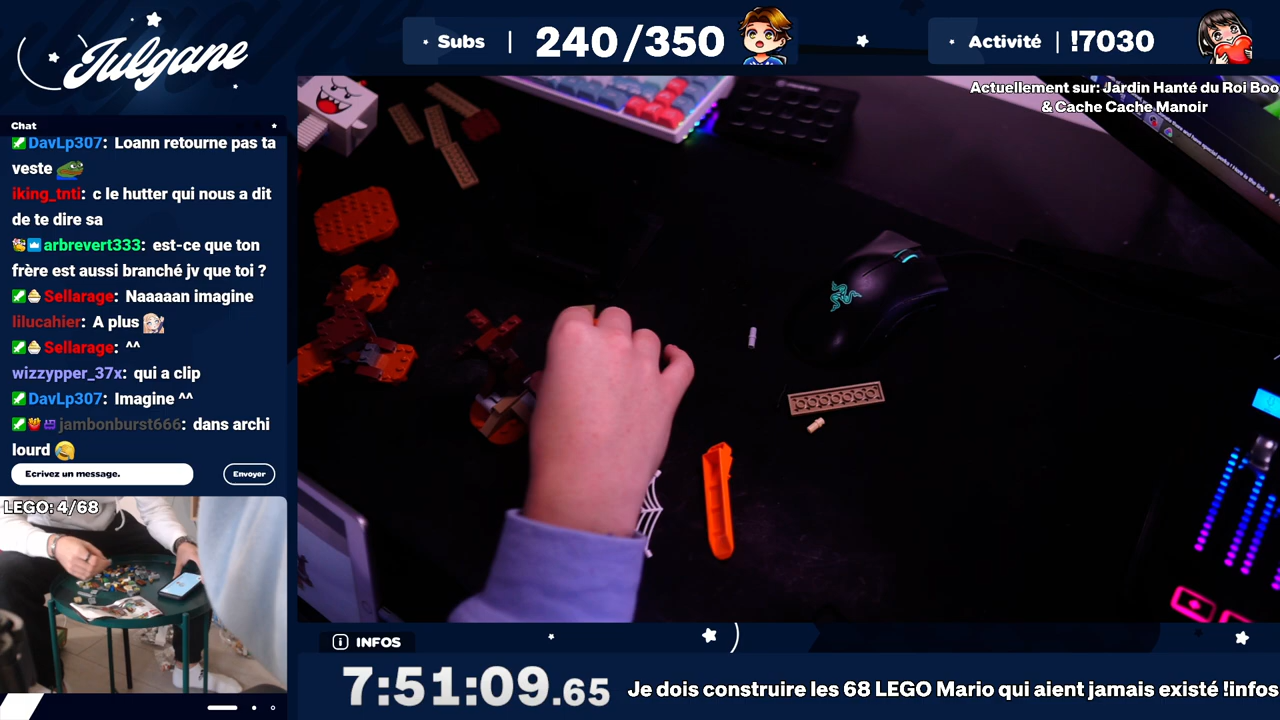 Julgane
Subs | 240/350
Activité | !7030
Actuellement sur: Jardin Hanté du Roi Boo
& Cache Cache Manoir
Chat
DavLp307: Loann retourne pas ta
veste
iking_tnti: c le hutter qui nous a dit
de te dire sa
arbrevert333: est-ce que ton
frère est aussi branché jv que toi ?
Sellarage: Naaaaan imagine
lilucahier: A plus
Sellarage: ^^
wizzypper_37x: qui a clip
DavLp307: Imagine ^^
jambonburst666: dans archi
lourd
Ecrivez un message.
Envoyer
LEGO: 4/68
INFOS
7:51:09.65
Je dois construire les 68 LEGO Mario qui aient jamais existé !infos